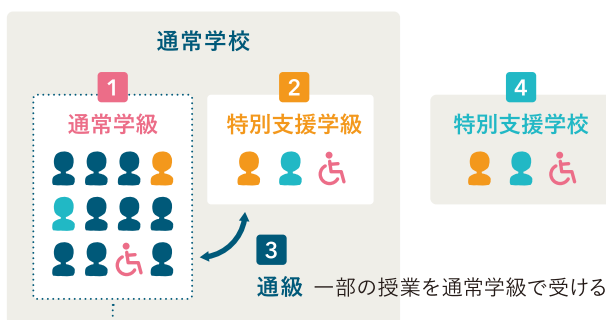 通常学校
1
通常学級
2
特別支援学級
4
特別支援学校
3
通級 一部の授業を通常学級で受ける